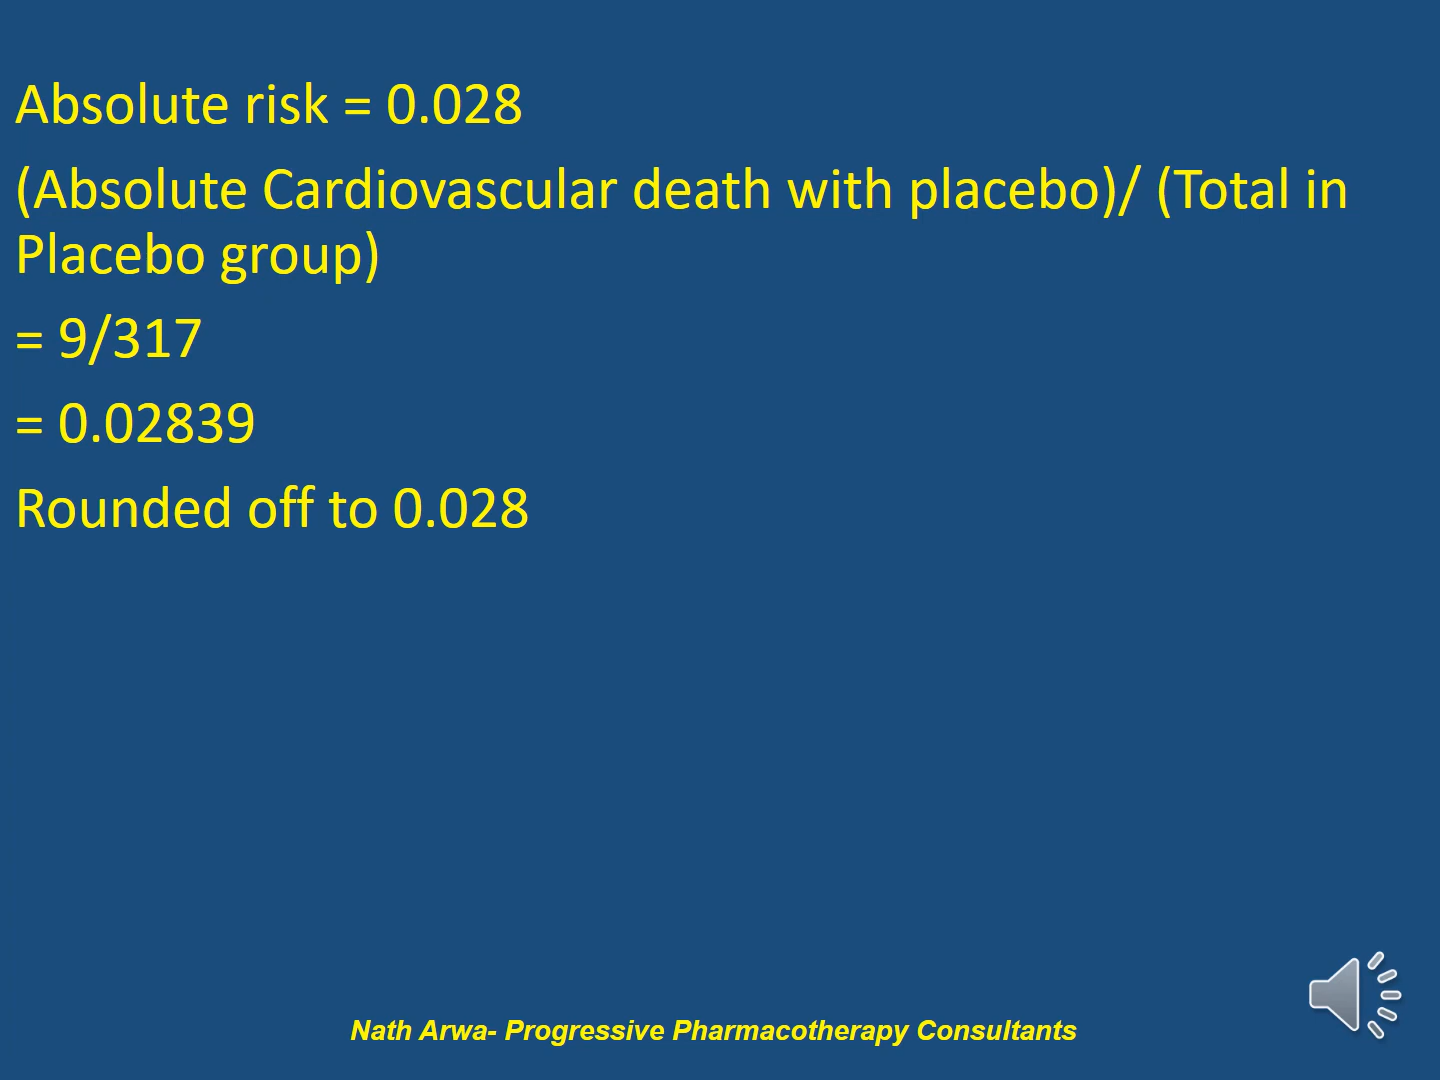 Absolute risk = 0.028
(Absolute Cardiovascular death with placebo)/ (Total in
Placebo group)
= 9/317
= 0.02839
Rounded off to 0.028
Nath Arwa- Progressive Pharmacotherapy Consultants